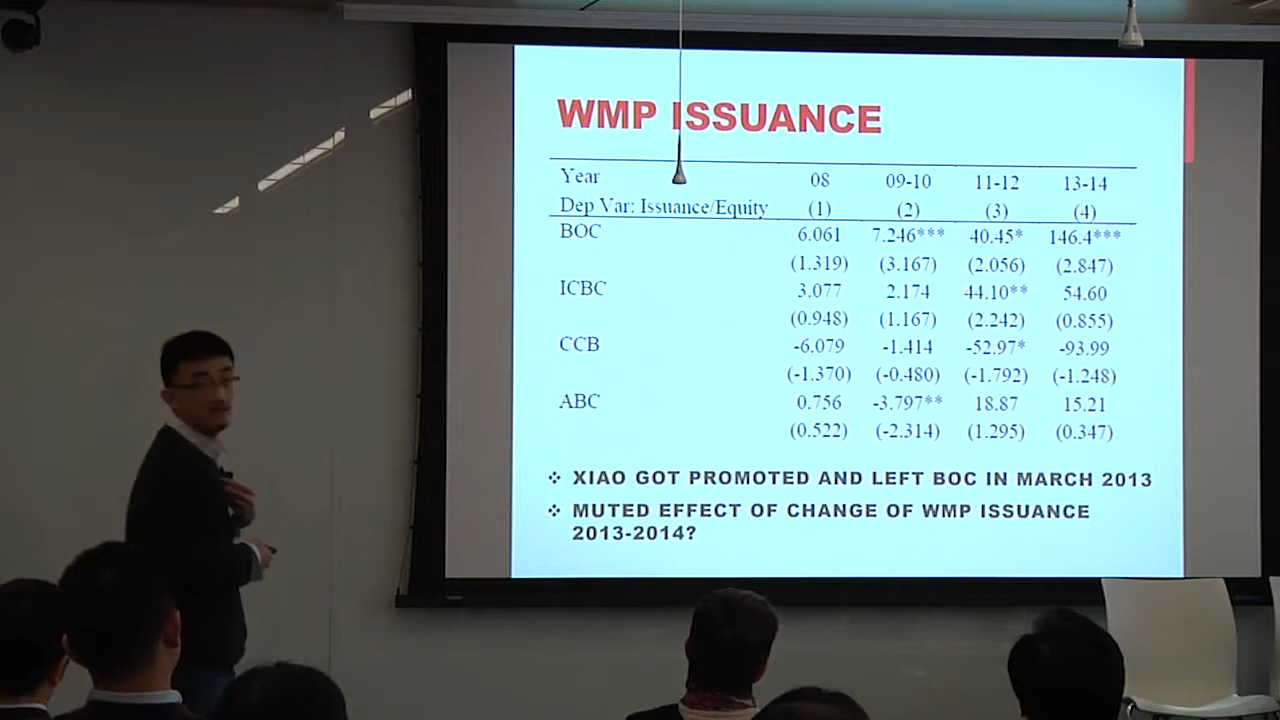 WMP ISSUANCE
Year 08 09-10 11-12 13-14
Dep Var: Issuance/Equity (1) (2) (3) (4)
BOC 6.061 7.246*** 40.45* 146.4***
(1.319) (3.167) (2.056) (2.847)
ICBC 3.077 2.174 44.10** 54.60
(0.948) (1.167) (2.242) (0.855)
CCB -6.079 -1.414 -52.97* -93.99
(-1.370) (-0.480) (-1.792) (-1.248)
ABC 0.756 -3.797** 18.87 15.21
(0.522) (-2.314) (1.295) (0.347)
❖ XIAO GOT PROMOTED AND LEFT BOC IN MARCH 2013
❖ MUTED EFFECT OF CHANGE OF WMP ISSUANCE
2013-2014?